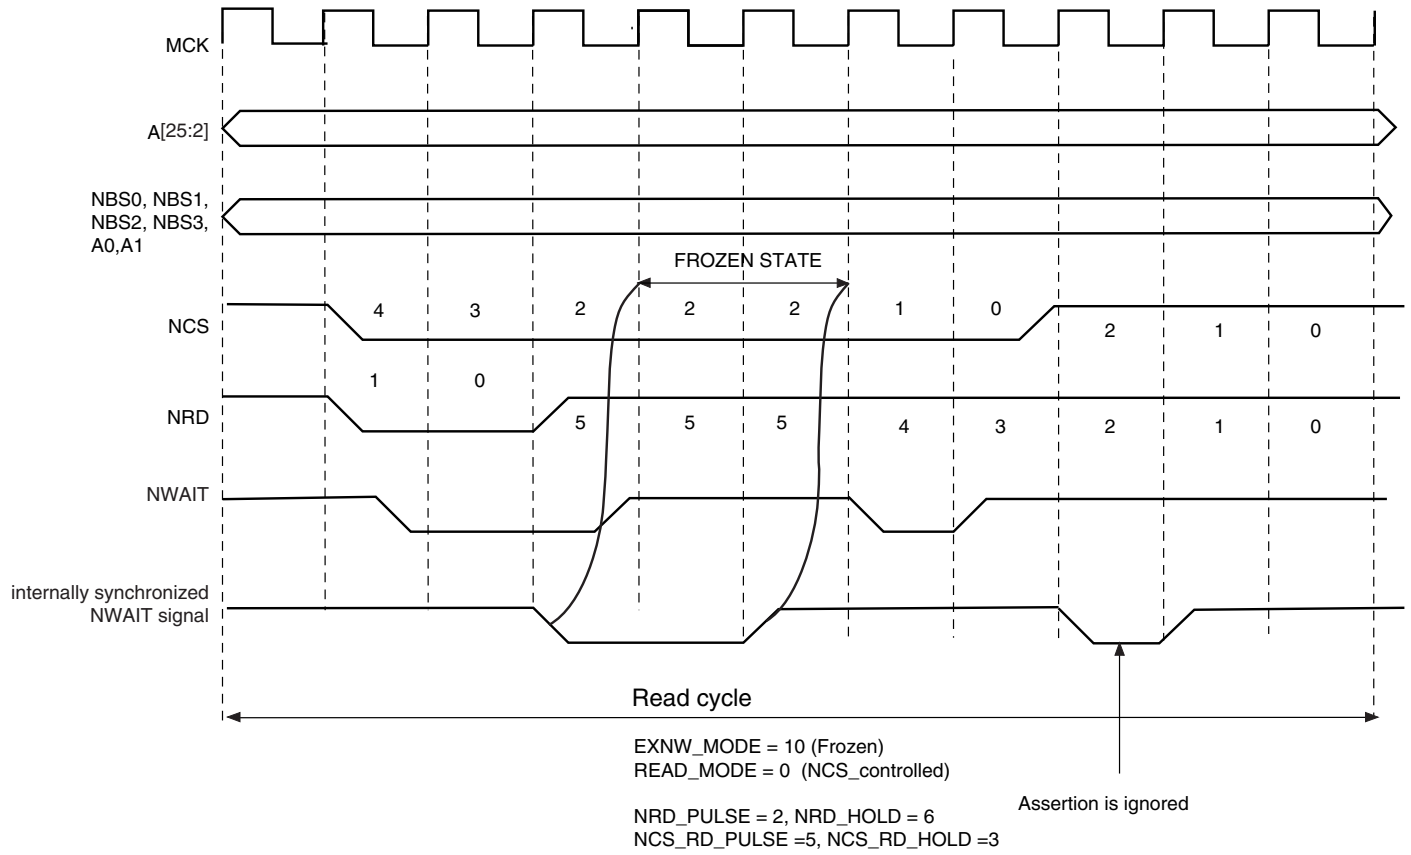 MCK
A[25:2]
NBS0, NBS1,
NBS2, NBS3,
A0,A1
FROZEN STATE
NCS
4 3 2 2 2 1 0
2 1 0
1 0
NRD
5 5 5 4 3 2 1 0
NWAIT
internally synchronized
NWAIT signal
Read cycle
EXNW_MODE = 10 (Frozen)
READ_MODE = 0 (NCS_controlled)
Assertion is ignored
NRD_PULSE = 2, NRD_HOLD = 6
NCS_RD_PULSE =5, NCS_RD_HOLD =3